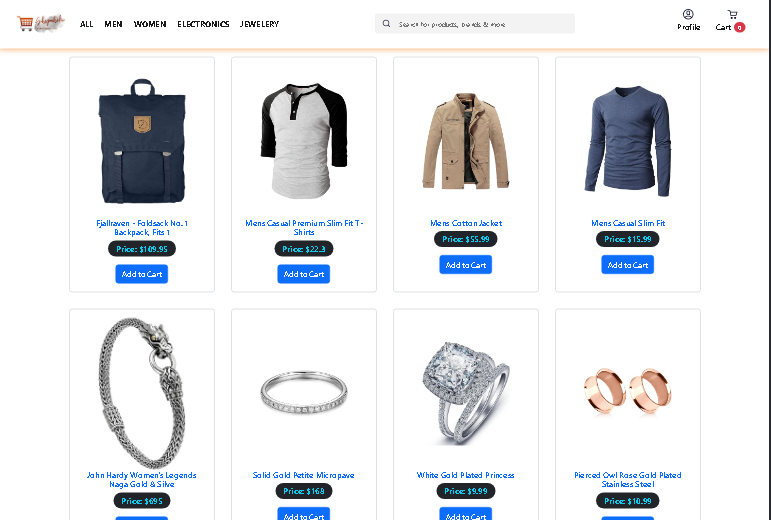 ALL MEN WOMEN ELECTRONICS JEWELERY
Search for products, trends & more
Profile
Cart 0
Fjallraven - Foldsack No. 1
Backpack, Fits 1
Price: $109.95
Add to Cart
Mens Casual Premium Slim Fit T-
Shirts
Price: $22.3
Add to Cart
Mens Cotton Jacket
Price: $55.99
Add to Cart
Mens Casual Slim Fit
Price: $15.99
Add to Cart
John Hardy Women's Legends
Naga Gold & Silve
Price: $695
Solid Gold Petite Micropave
Price: $168
Add to Cart
White Gold Plated Princess
Price: $9.99
Add to Cart
Pierced Owl Rose Gold Plated
Stainless Steel
Price: $10.99